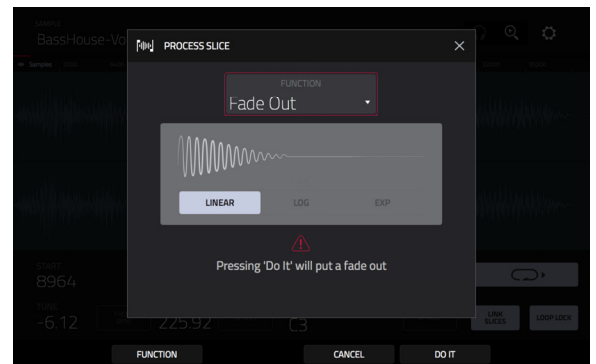 SAMPLE
BassHouse-Vo
PROCESS SLICE
FUNCTION
Fade Out
LINEAR LOG EXP
Pressing 'Do It' will put a fade out
START
8964
TUNE
-6.12
225.92
C3
LINK SLICES
LOOP LOCK
FUNCTION CANCEL DO IT